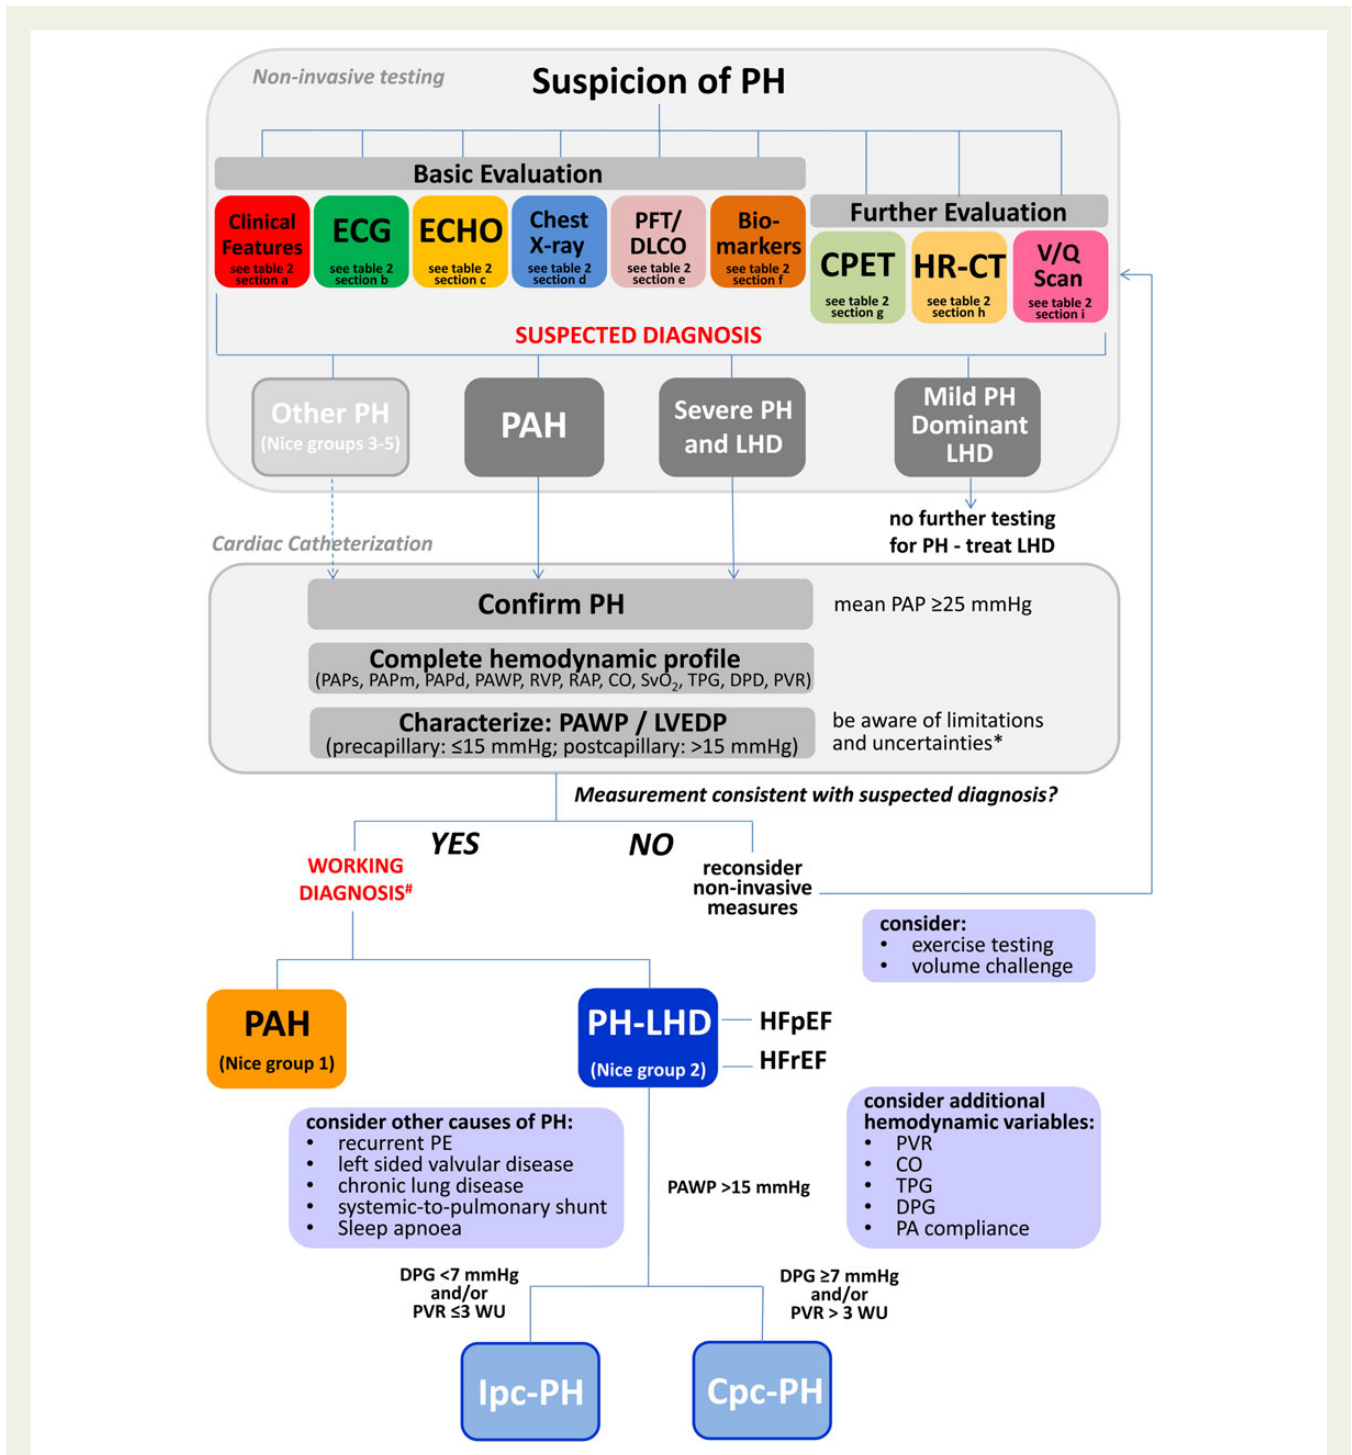 Non-invasive testing
Suspicion of PH
Basic Evaluation
Further Evaluation
Clinical
Features
see table 2
section a
ECG
see table 2
section b
ECHO
see table 2
section c
Chest
X-ray
see table 2
section d
PFT/
DLCO
see table 2
section e
Bio-
markers
see table 2
section f
CPET
see table 2
section g
HR-CT
see table 2
section h
V/Q
Scan
see table 2
section i
SUSPECTED DIAGNOSIS
Other PH
(Nice groups 3-5)
PAH
Severe PH
and LHD
Mild PH
Dominant
LHD
no further testing
for PH - treat LHD
Cardiac Catheterization
Confirm PH
mean PAP ≥25 mmHg
Complete hemodynamic profile
(PAPs, PAPm, PAPd, PAWP, RVP, RAP, CO, SvO₂, TPG, DPD, PVR)
Characterize: PAWP / LVEDP
(precapillary: ≤15 mmHg; postcapillary: >15 mmHg)
be aware of limitations
and uncertainties*
Measurement consistent with suspected diagnosis?
YES
NO
WORKING
DIAGNOSIS#
reconsider
non-invasive
measures
consider:
• exercise testing
• volume challenge
PAH
(Nice group 1)
PH-LHD
(Nice group 2)
HFpEF
HFrEF
consider other causes of PH:
• recurrent PE
• left sided valvular disease
• chronic lung disease
• systemic-to-pulmonary shunt
• Sleep apnoea
PAWP >15 mmHg
consider additional
hemodynamic variables:
• PVR
• CO
• TPG
• DPG
• PA compliance
DPG <7 mmHg
and/or
PVR ≤3 WU
DPG ≥7 mmHg
and/or
PVR > 3 WU
Ipc-PH
Cpc-PH